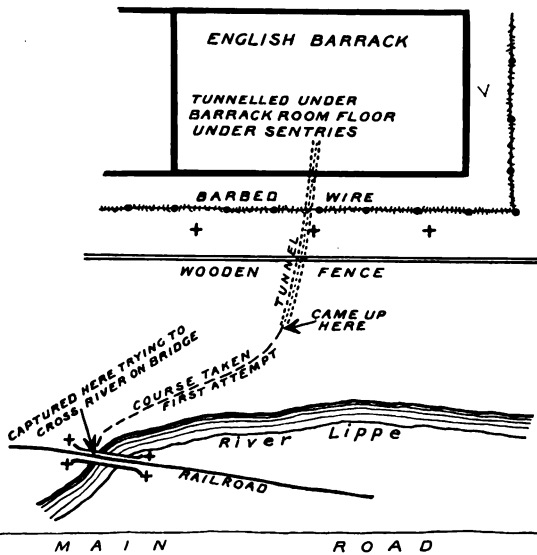 ENGLISH BARRACK
TUNNELLED UNDER
BARRACK ROOM FLOOR
UNDER SENTRIES
BARBED WIRE
WOODEN FENCE
TUNNEL
CAME UP
HERE
COURSE TAKEN
FIRST ATTEMPT
CAPTURED HERE TRYING TO
CROSS RIVER ON BRIDGE
River Lippe
RAILROAD
MAIN ROAD